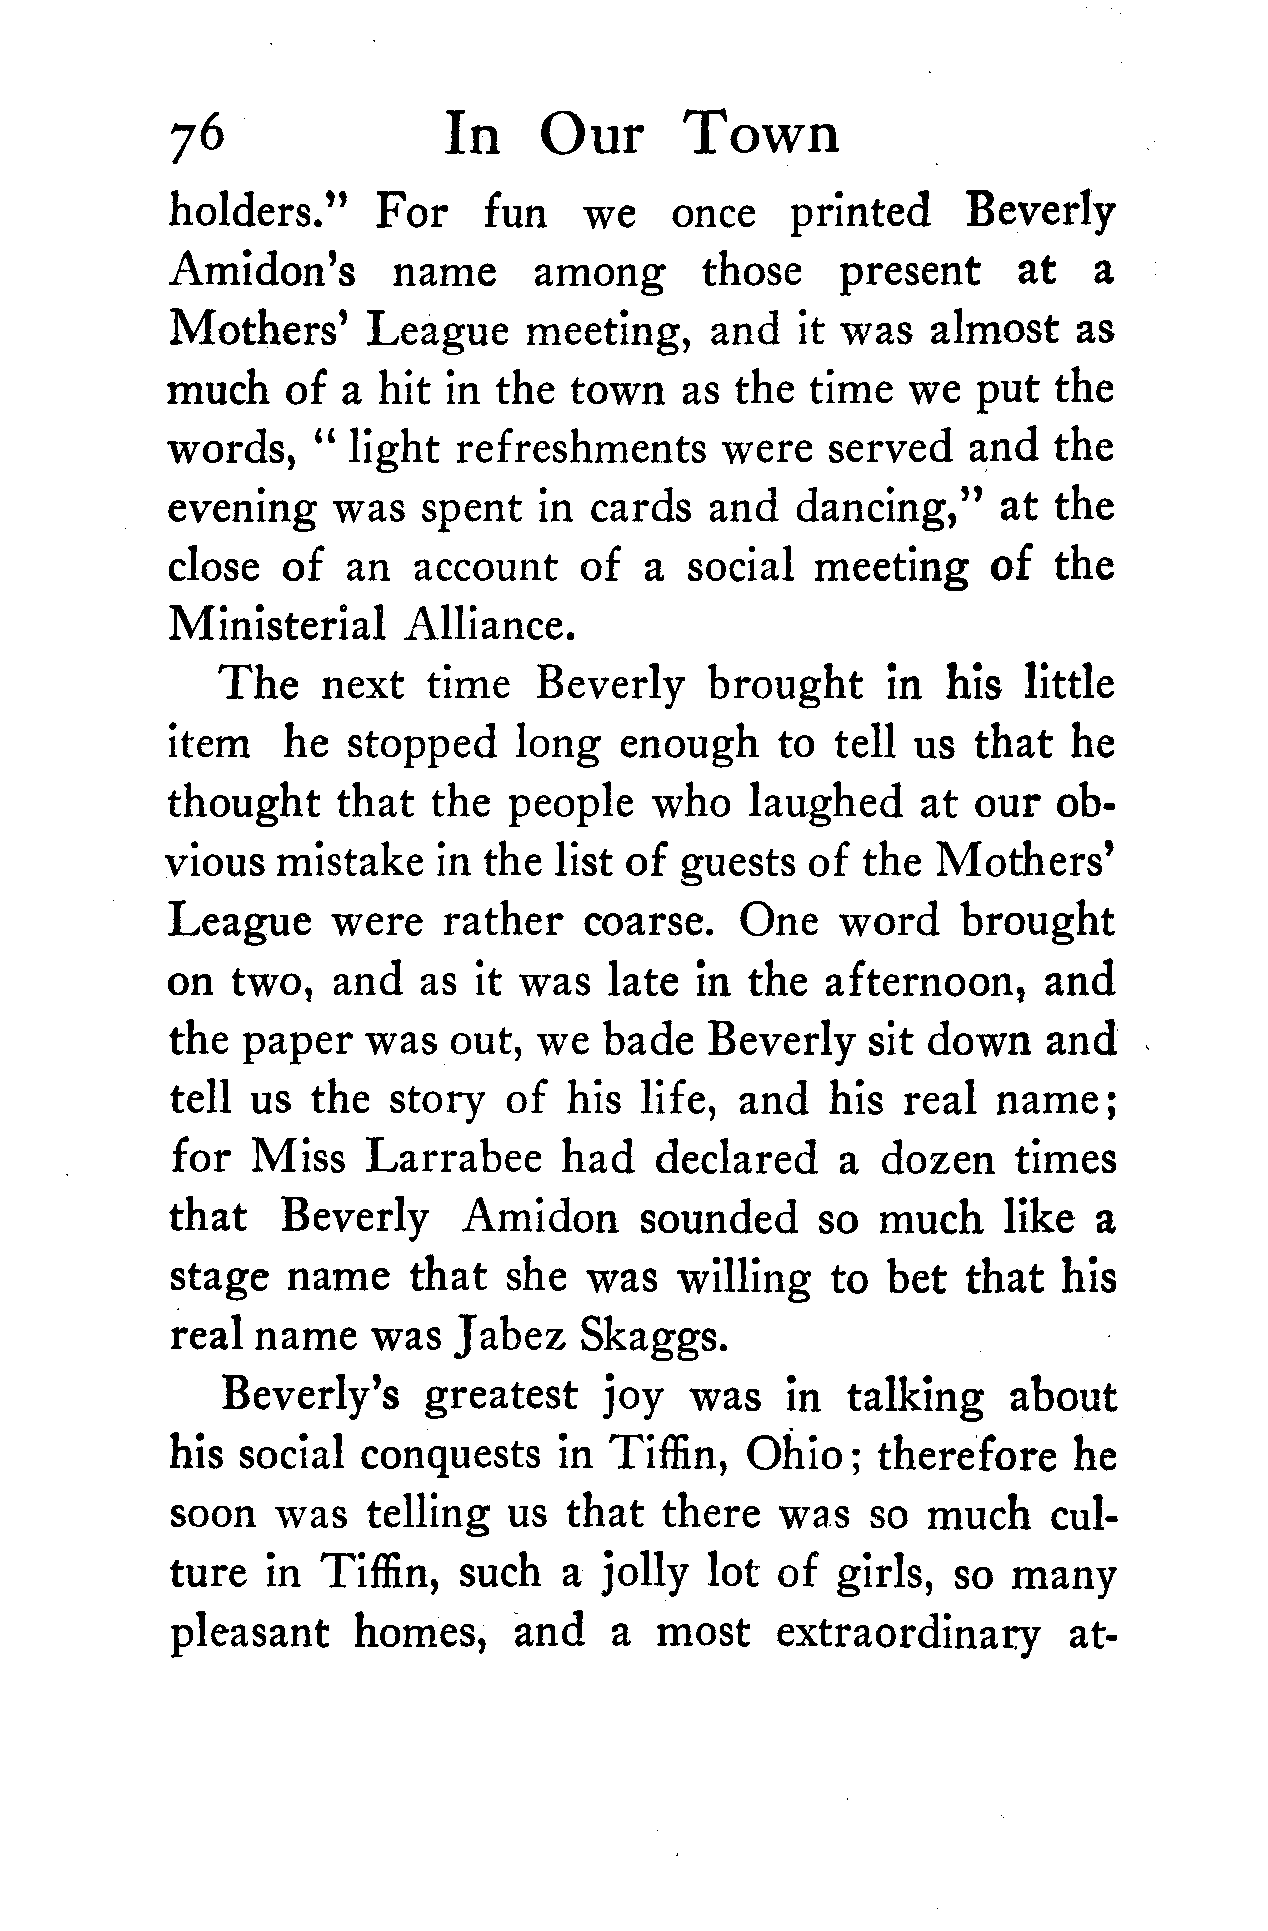 76 In Our Town
holders." For fun we once printed Beverly
Amidon's name among those present at a
Mothers' League meeting, and it was almost as
much of a hit in the town as the time we put the
words, "light refreshments were served and the
evening was spent in cards and dancing," at the
close of an account of a social meeting of the
Ministerial Alliance.
The next time Beverly brought in his little
item he stopped long enough to tell us that he
thought that the people who laughed at our ob-
vious mistake in the list of guests of the Mothers'
League were rather coarse. One word brought
on two, and as it was late in the afternoon, and
the paper was out, we bade Beverly sit down and
tell us the story of his life, and his real name;
for Miss Larrabee had declared a dozen times
that Beverly Amidon sounded so much like a
stage name that she was willing to bet that his
real name was Jabez Skaggs.
Beverly's greatest joy was in talking about
his social conquests in Tiffin, Ohio; therefore he
soon was telling us that there was so much cul-
ture in Tiffin, such a jolly lot of girls, so many
pleasant homes, and a most extraordinary at-